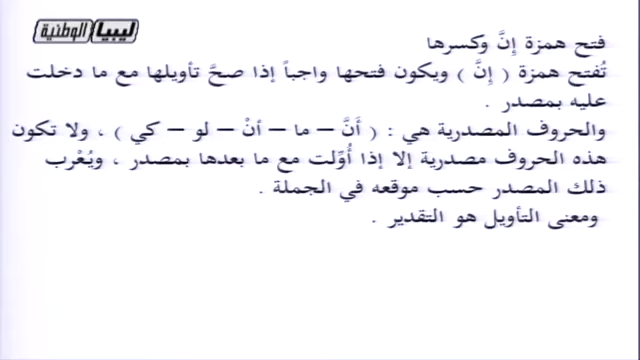 ليبيا الوطنية
فتح همزة إِنَّ وكسرها
تُفتح همزة ( إِنَّ ) ويكون فتحها واجباً إذا صحَّ تأويلها مع ما دخلت
عليه بمصدر .
والحروف المصدرية هي : ( أَنَّ – ما – أنْ – لو – كي ) ، ولا تكون
هذه الحروف مصدرية إلا إذا أُوِّلت مع ما بعدها بمصدر ، ويُعْرب
ذلك المصدر حسب موقعه في الجملة .
ومعنى التأويل هو التقدير .